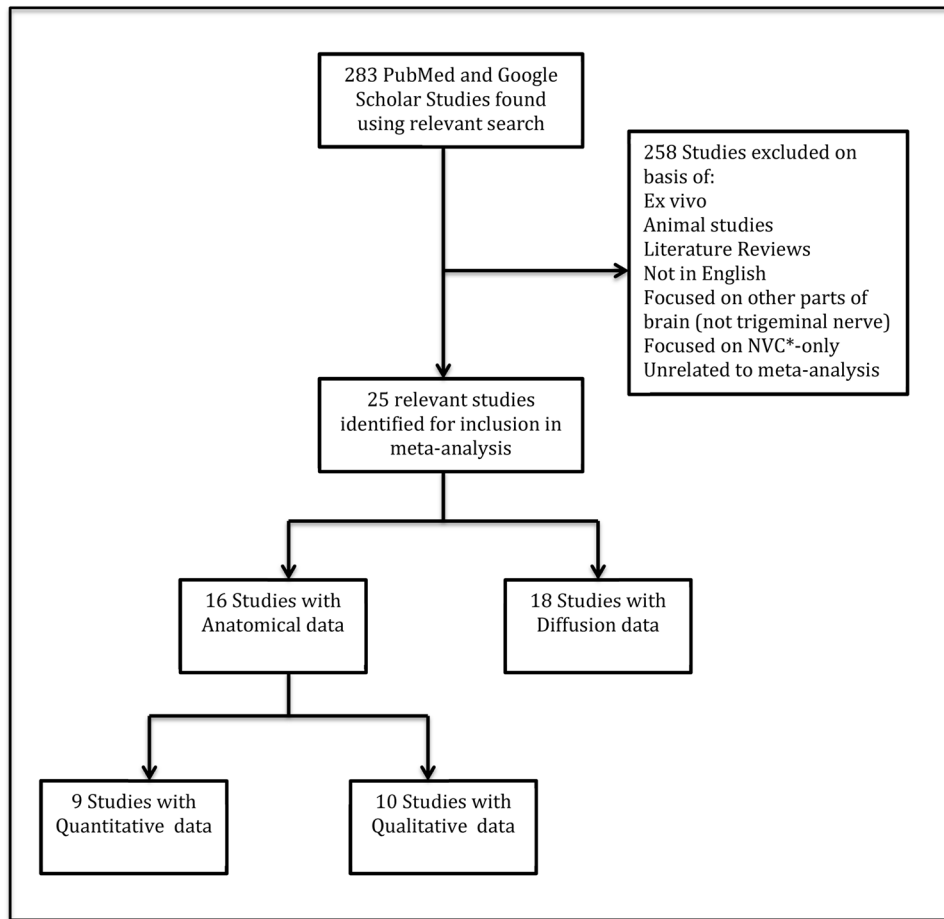 283 PubMed and Google
Scholar Studies found
using relevant search
258 Studies excluded on
basis of:
Ex vivo
Animal studies
Literature Reviews
Not in English
Focused on other parts of
brain (not trigeminal nerve)
Focused on NVC*-only
Unrelated to meta-analysis
25 relevant studies
identified for inclusion in
meta-analysis
16 Studies with
Anatomical data
18 Studies with
Diffusion data
9 Studies with
Quantitative data
10 Studies with
Qualitative data